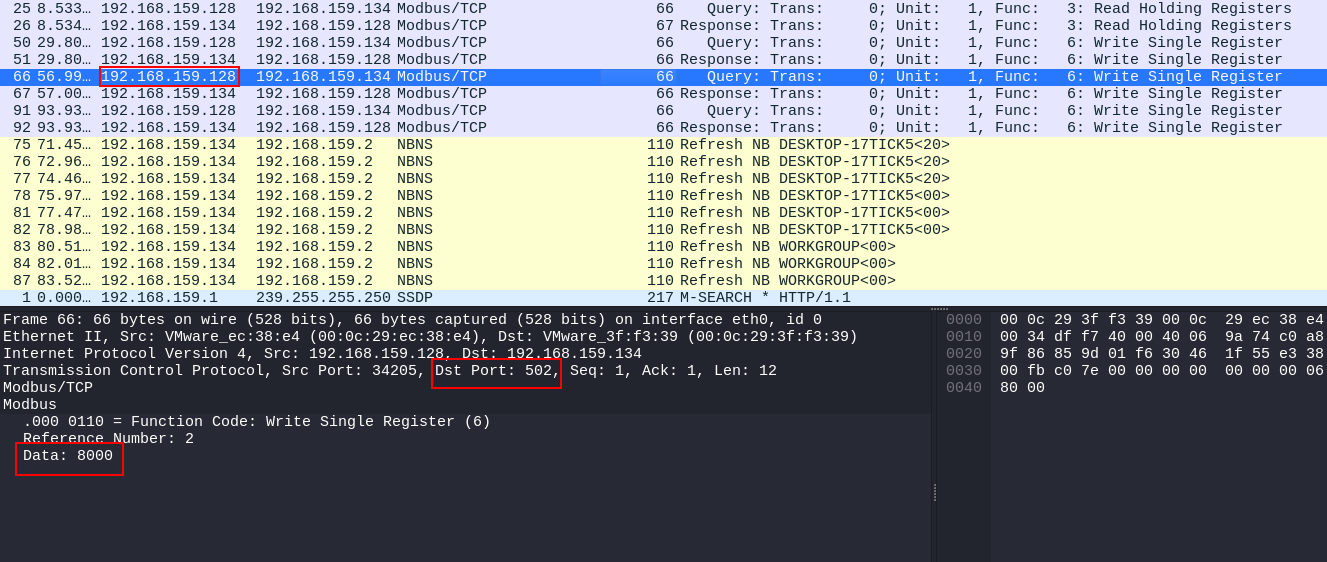 25 8.533… 192.168.159.128 192.168.159.134 Modbus/TCP 66 Query: Trans: 0; Unit: 1, Func: 3: Read Holding Registers
26 8.534… 192.168.159.134 192.168.159.128 Modbus/TCP 67 Response: Trans: 0; Unit: 1, Func: 3: Read Holding Registers
50 29.80… 192.168.159.128 192.168.159.134 Modbus/TCP 66 Query: Trans: 0; Unit: 1, Func: 6: Write Single Register
51 29.80… 192.168.159.134 192.168.159.128 Modbus/TCP 66 Response: Trans: 0; Unit: 1, Func: 6: Write Single Register
66 56.99… 192.168.159.128 192.168.159.134 Modbus/TCP 66 Query: Trans: 0; Unit: 1, Func: 6: Write Single Register
67 57.00… 192.168.159.134 192.168.159.128 Modbus/TCP 66 Response: Trans: 0; Unit: 1, Func: 6: Write Single Register
91 93.93… 192.168.159.128 192.168.159.134 Modbus/TCP 66 Query: Trans: 0; Unit: 1, Func: 6: Write Single Register
92 93.93… 192.168.159.134 192.168.159.128 Modbus/TCP 66 Response: Trans: 0; Unit: 1, Func: 6: Write Single Register
75 71.45… 192.168.159.134 192.168.159.2 NBNS 110 Refresh NB DESKTOP-17TICK5<20>
76 72.96… 192.168.159.134 192.168.159.2 NBNS 110 Refresh NB DESKTOP-17TICK5<20>
77 74.46… 192.168.159.134 192.168.159.2 NBNS 110 Refresh NB DESKTOP-17TICK5<20>
78 75.97… 192.168.159.134 192.168.159.2 NBNS 110 Refresh NB DESKTOP-17TICK5<00>
81 77.47… 192.168.159.134 192.168.159.2 NBNS 110 Refresh NB DESKTOP-17TICK5<00>
82 78.98… 192.168.159.134 192.168.159.2 NBNS 110 Refresh NB DESKTOP-17TICK5<00>
83 80.51… 192.168.159.134 192.168.159.2 NBNS 110 Refresh NB WORKGROUP<00>
84 82.01… 192.168.159.134 192.168.159.2 NBNS 110 Refresh NB WORKGROUP<00>
87 83.52… 192.168.159.134 192.168.159.2 NBNS 110 Refresh NB WORKGROUP<00>
1 0.000… 192.168.159.1 239.255.255.250 SSDP 217 M-SEARCH * HTTP/1.1
Frame 66: 66 bytes on wire (528 bits), 66 bytes captured (528 bits) on interface eth0, id 0
Ethernet II, Src: VMware_ec:38:e4 (00:0c:29:ec:38:e4), Dst: VMware_3f:f3:39 (00:0c:29:3f:f3:39)
Internet Protocol Version 4, Src: 192.168.159.128, Dst: 192.168.159.134
Transmission Control Protocol, Src Port: 34205, Dst Port: 502, Seq: 1, Ack: 1, Len: 12
Modbus/TCP
Modbus
.000 0110 = Function Code: Write Single Register (6)
Reference Number: 2
Data: 8000
0000 00 0c 29 3f f3 39 00 0c 29 ec 38 e4
0010 00 34 df f7 40 00 40 06 9a 74 c0 a8
0020 9f 86 85 9d 01 f6 30 46 1f 55 e3 38
0030 00 fb c0 7e 00 00 00 00 00 00 00 06
0040 80 00